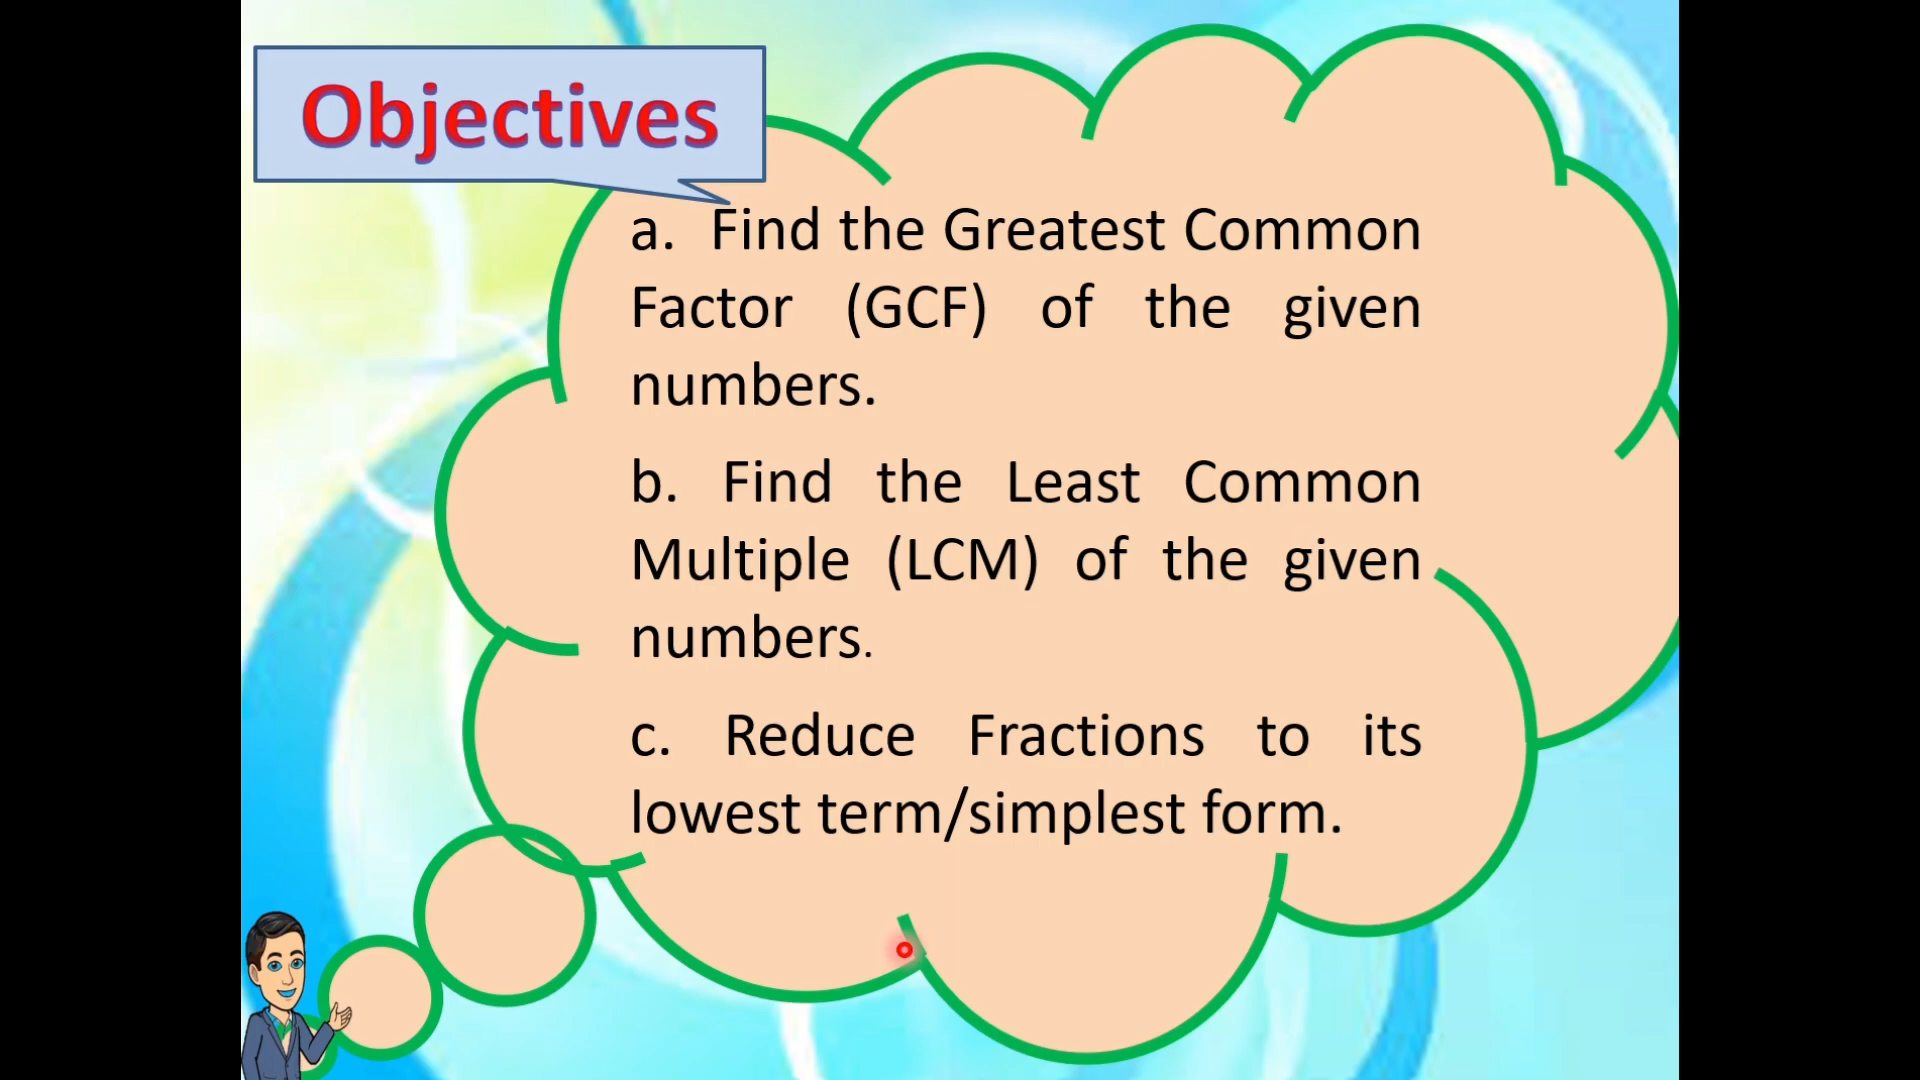 Objectives
a. Find the Greatest Common
Factor (GCF) of the given
numbers.
b. Find the Least Common
Multiple (LCM) of the given
numbers.
c. Reduce Fractions to its
lowest term/simplest form.